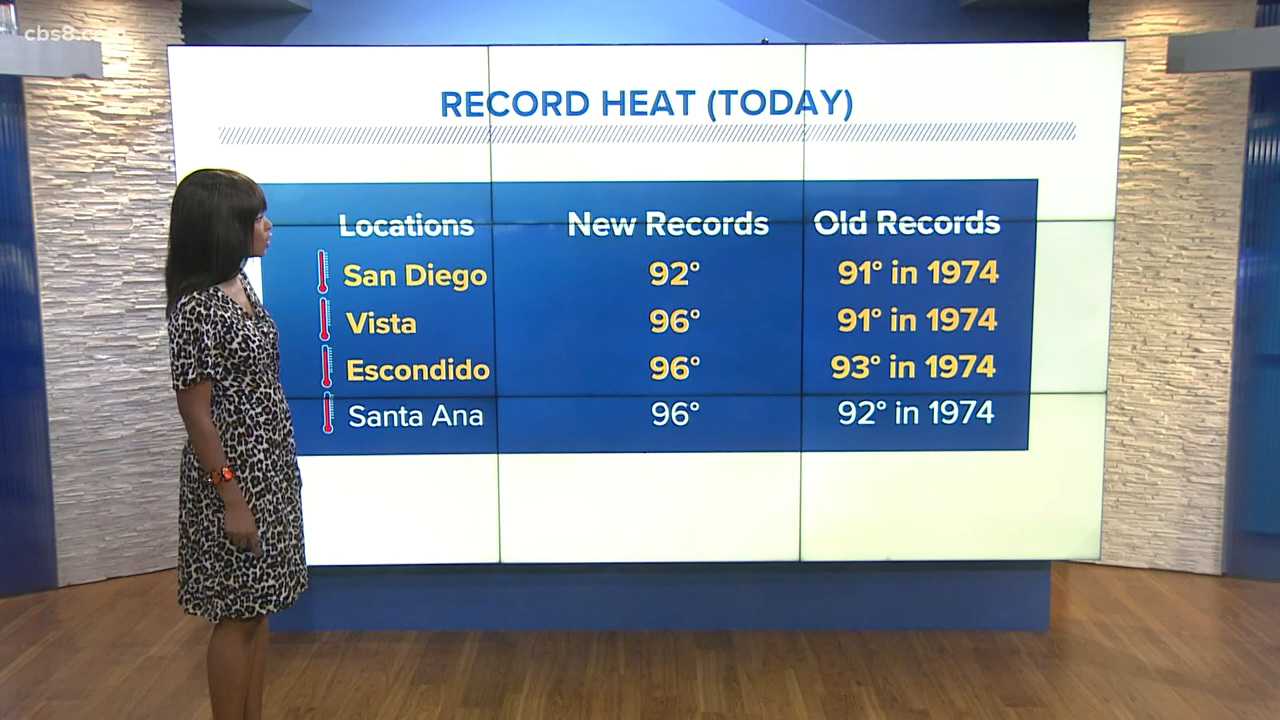 cbs8.com
RECORD HEAT (TODAY)
Locations New Records Old Records
San Diego 92° 91° in 1974
Vista 96° 91° in 1974
Escondido 96° 93° in 1974
Santa Ana 96° 92° in 1974